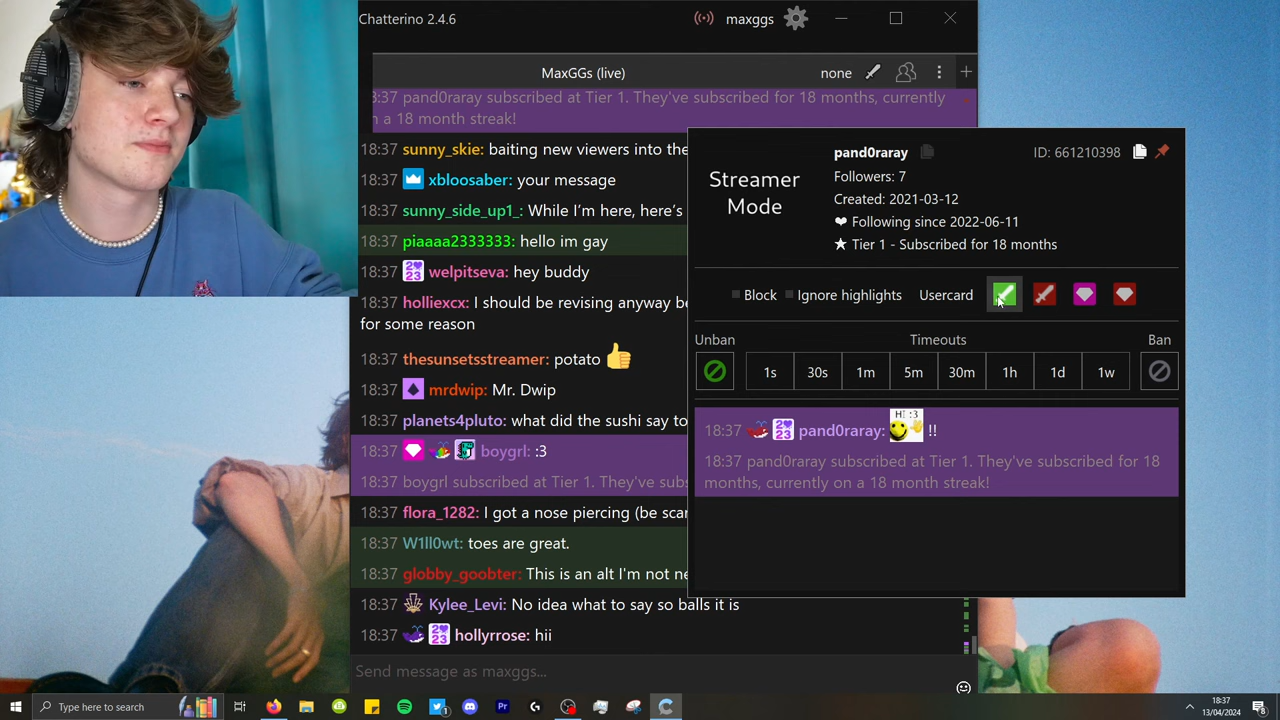 Chatterino 2.4.6
maxggs
MaxGGs (live)
none
pand0raray subscribed at Tier 1. They've subscribed for 18 months, currently
n a 18 month streak!
18:37 sunny_skie: baiting new viewers into the
18:37 xbloosaber: your message
18:37 sunny_side_up1_: While I'm here, here's
18:37 piaaaa2333333: hello im gay
18:37 welpitseva: hey buddy
18:37 holliexcx: I should be revising anyway be
for some reason
18:37 thesunsetsstreamer: potato
18:37 mrdwip: Mr. Dwip
18:37 planets4pluto: what did the sushi say to
18:37 boygrl: :3
18:37 boygrl subscribed at Tier 1. They've subs
18:37 flora_1282: I got a nose piercing (be scar
18:37 W1ll0wt: toes are great.
18:37 globby_goobter: This is an alt I'm not ne
18:37 Kylee_Levi: No idea what to say so balls it is
18:37 hollyrrose: hii
Send message as maxggs...
Streamer
Mode
pand0raray
ID: 661210398
Followers: 7
Created: 2021-03-12
❤ Following since 2022-06-11
★ Tier 1 - Subscribed for 18 months
Block
Ignore highlights
Usercard
Unban
Timeouts
Ban
1s 30s 1m 5m 30m 1h 1d 1w
18:37 pand0raray: HI :3 !!
18:37 pand0raray subscribed at Tier 1. They've subscribed for 18
months, currently on a 18 month streak!
Type here to search
18:37
13/04/2024